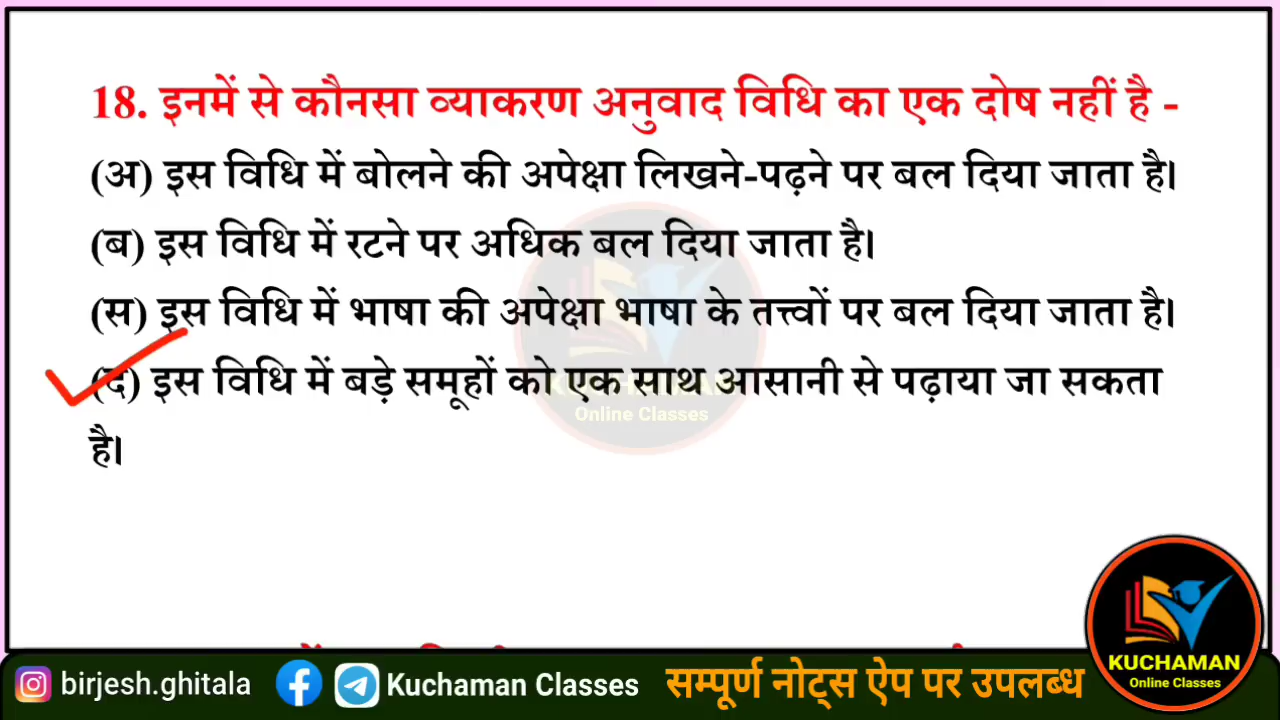 18. इनमें से कौनसा व्याकरण अनुवाद विधि का एक दोष नहीं है -
(अ) इस विधि में बोलने की अपेक्षा लिखने-पढ़ने पर बल दिया जाता है।
(ब) इस विधि में रटने पर अधिक बल दिया जाता है।
(स) इस विधि में भाषा की अपेक्षा भाषा के तत्त्वों पर बल दिया जाता है।
(द) इस विधि में बड़े समूहों को एक साथ आसानी से पढ़ाया जा सकता
है।
KUCHAMAN
Online Classes
birjesh.ghitala
Kuchaman Classes
सम्पूर्ण नोट्स ऐप पर उपलब्ध
KUCHAMAN
Online Classes